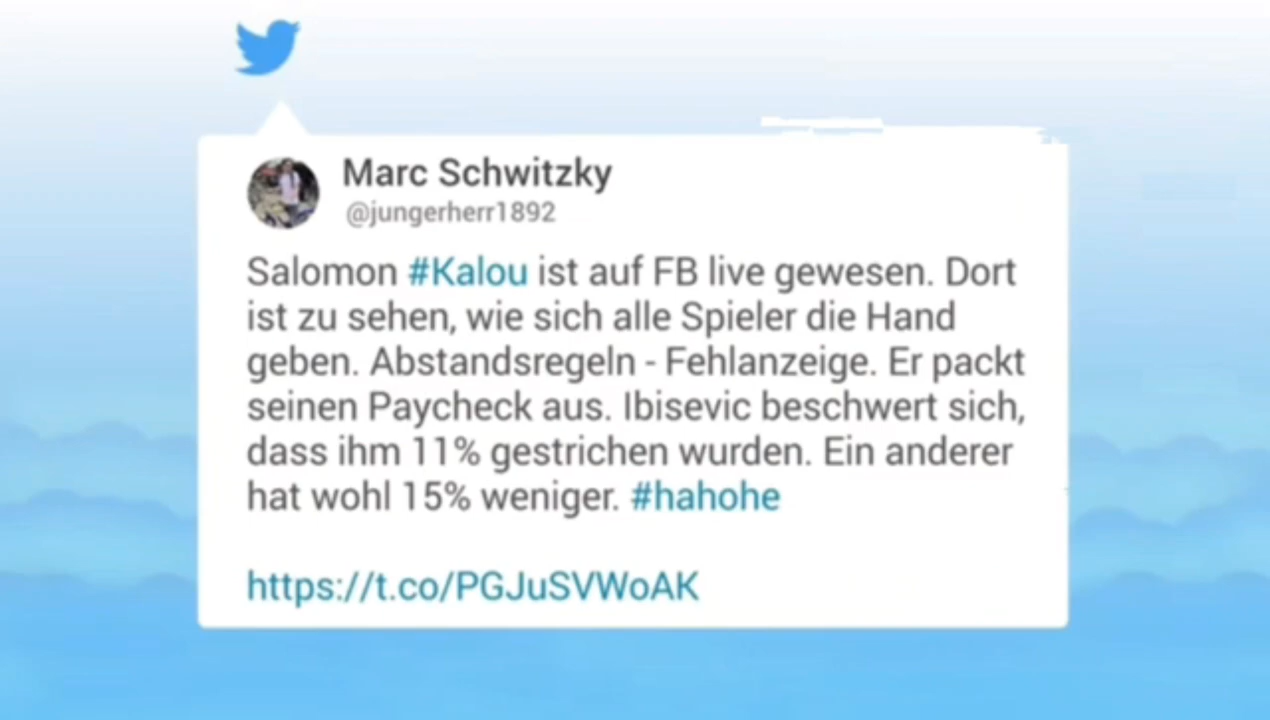 Marc Schwitzky
@jungerherr1892
Salomon #Kalou ist auf FB live gewesen. Dort
ist zu sehen, wie sich alle Spieler die Hand
geben. Abstandsregeln - Fehlanzeige. Er packt
seinen Paycheck aus. Ibisevic beschwert sich,
dass ihm 11% gestrichen wurden. Ein anderer
hat wohl 15% weniger. #hahohe
https://t.co/PGJuSVWoAK